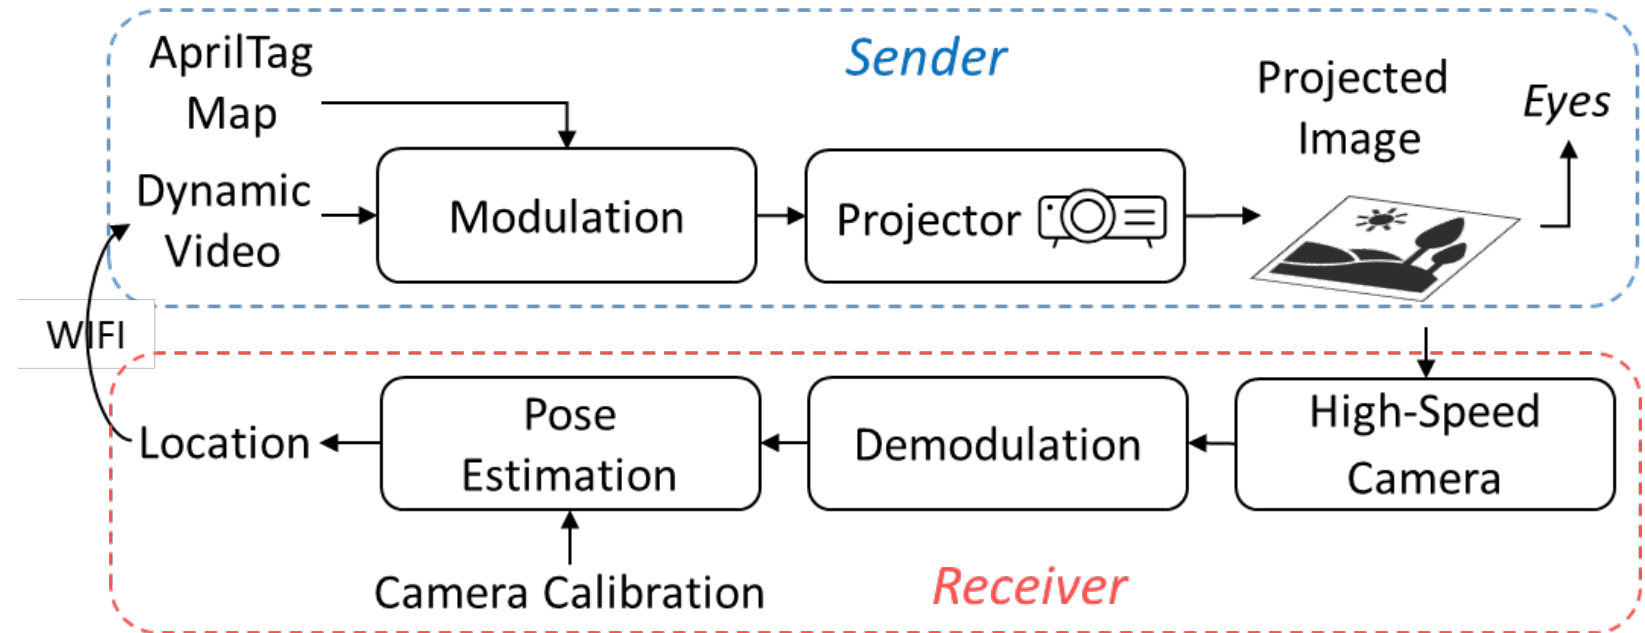 AprilTag
Map
Sender
Projected
Image
Eyes
Dynamic
Video
Modulation
Projector
WIFI
Location
Pose
Estimation
Demodulation
High-Speed
Camera
Camera Calibration
Receiver